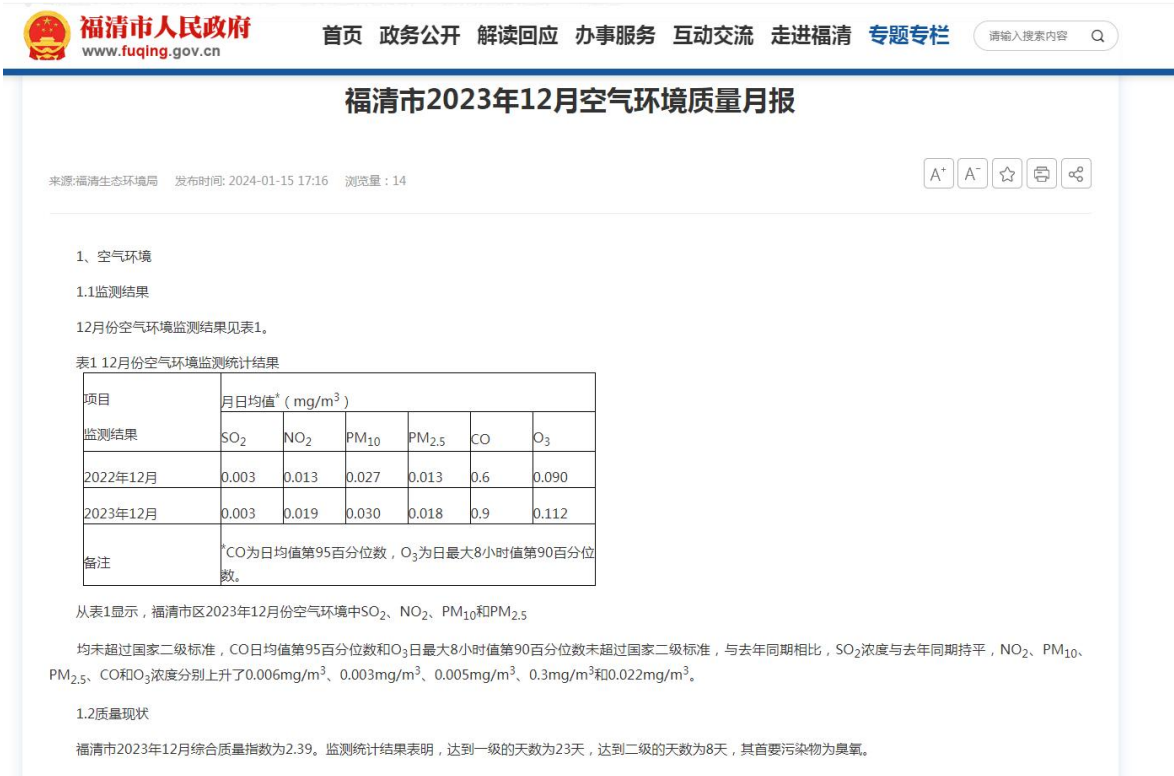 福清市人民政府
www.fuqing.gov.cn
首页 政务公开 解读回应 办事服务 互动交流 走进福清 专题专栏 请输入搜索内容
福清市2023年12月空气环境质量月报
来源:福清生态环境局 发布时间: 2024-01-15 17:16 浏览量：14
A⁺ A⁻
1、空气环境
1.1监测结果
12月份空气环境监测结果见表1。
表1 12月份空气环境监测统计结果
项目 月日均值*（mg/m³）
监测结果 SO₂ NO₂ PM₁₀ PM₂.₅ CO O₃
2022年12月 0.003 0.013 0.027 0.013 0.6 0.090
2023年12月 0.003 0.019 0.030 0.018 0.9 0.112
备注 *CO为日均值第95百分位数，O₃为日最大8小时值第90百分位
数。
从表1显示，福清市区2023年12月份空气环境中SO₂、NO₂、PM₁₀和PM₂.₅
均未超过国家二级标准，CO日均值第95百分位数和O₃日最大8小时值第90百分位数未超过国家二级标准，与去年同期相比，SO₂浓度与去年同期持平，NO₂、PM₁₀、
PM₂.₅、CO和O₃浓度分别上升了0.006mg/m³、0.003mg/m³、0.005mg/m³、0.3mg/m³和0.022mg/m³。
1.2质量现状
福清市2023年12月综合质量指数为2.39。监测统计结果表明，达到一级的天数为23天，达到二级的天数为8天，其首要污染物为臭氧。